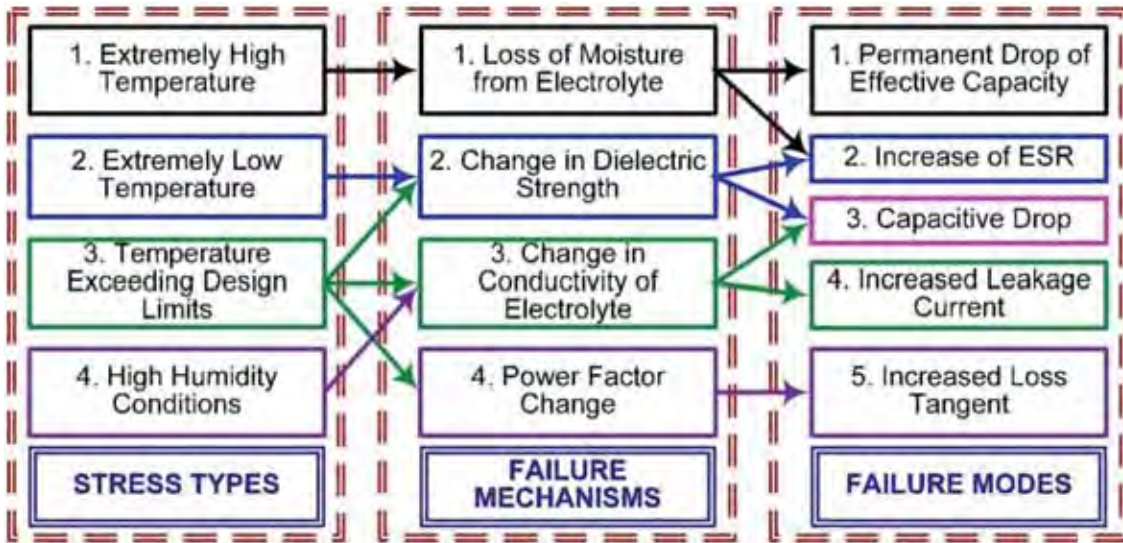 1. Extremely High
Temperature
2. Extremely Low
Temperature
3. Temperature
Exceeding Design
Limits
4. High Humidity
Conditions
STRESS TYPES
1. Loss of Moisture
from Electrolyte
2. Change in Dielectric
Strength
3. Change in
Conductivity of
Electrolyte
4. Power Factor
Change
FAILURE
MECHANISMS
1. Permanent Drop of
Effective Capacity
2. Increase of ESR
3. Capacitive Drop
4. Increased Leakage
Current
5. Increased Loss
Tangent
FAILURE MODES